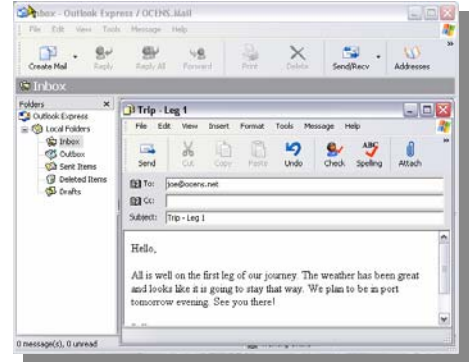 Inbox - Outlook Express / OCENS.Mail
File Edit View Tools Message Help
Create Mail Reply Reply All Forward Print Delete Send/Recv Addresses
Inbox
Folders
Outlook Express
Local Folders
Inbox
Outbox
Sent Items
Deleted Items
Drafts
Trip - Leg 1
File Edit View Insert Format Tools Message Help
Send Cut Copy Paste Undo Check Spelling Attach
To: joe@ocens.net
Cc:
Subject: Trip - Leg 1
Hello,
All is well on the first leg of our journey. The weather has been great
and looks like it is going to stay that way. We plan to be in port
tomorrow evening. See you there!
0 message(s), 0 unread